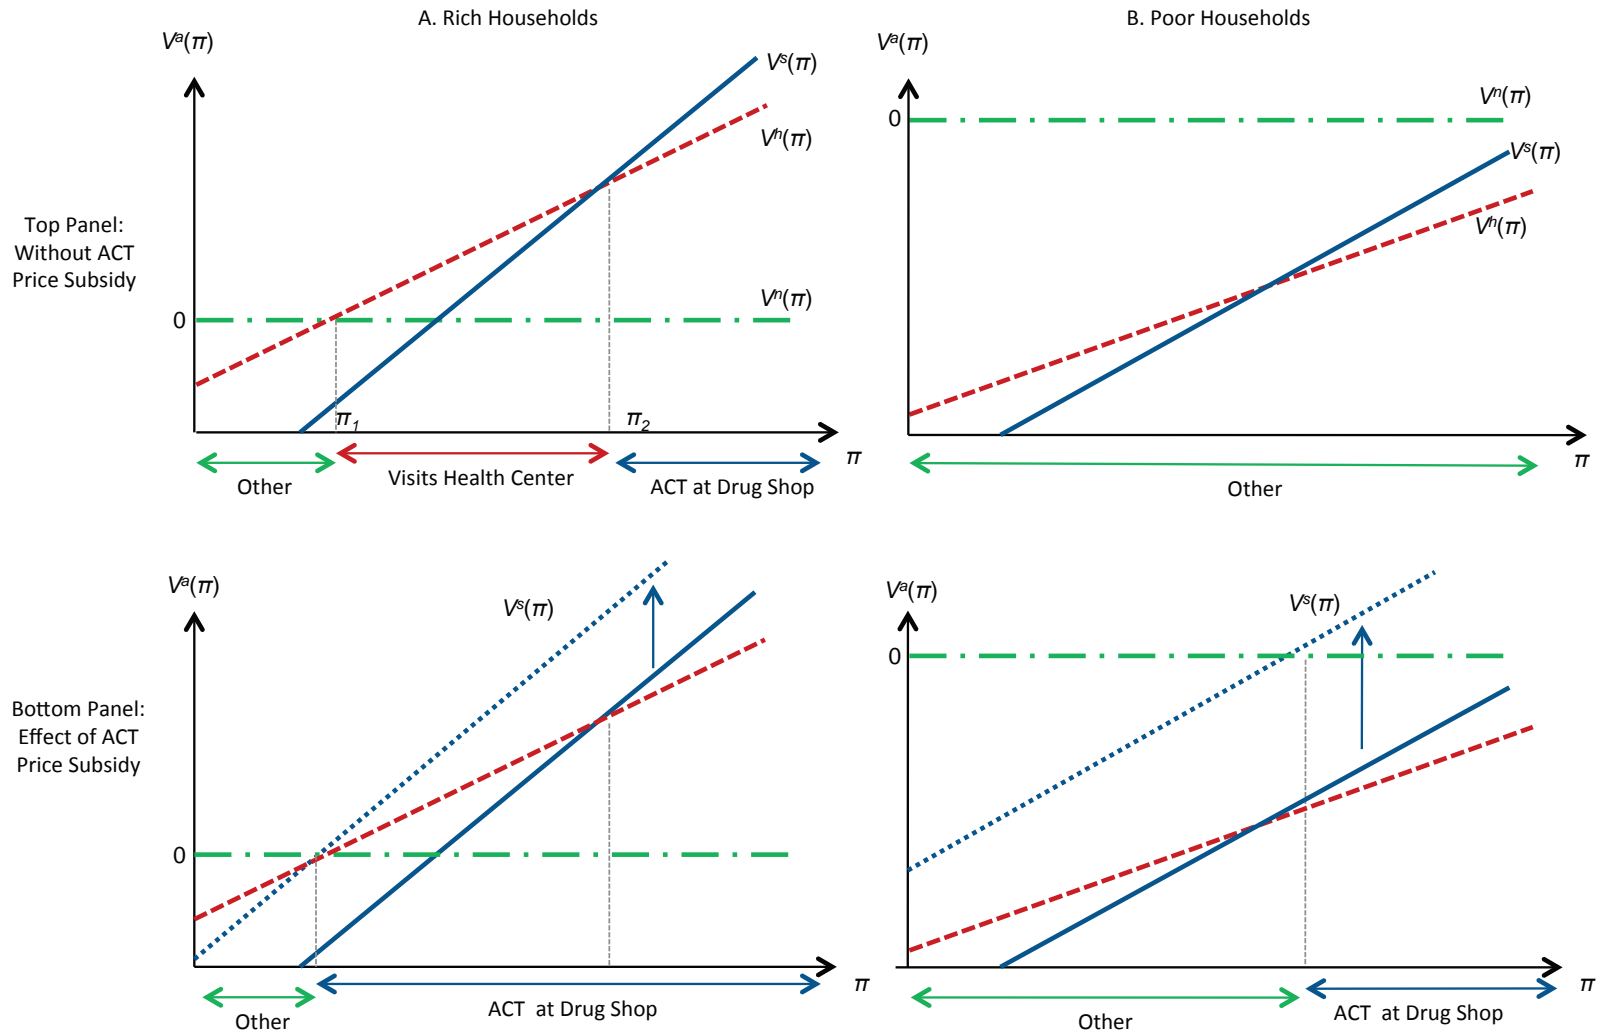 A. Rich Households
B. Poor Households
Vᵃ(π)
Vˢ(π)
Vʰ(π)
Vⁿ(π)
0
π₁
π₂
π
Other
Visits Health Center
ACT at Drug Shop
Vᵃ(π)
0
Vⁿ(π)
Vˢ(π)
Vʰ(π)
π
Other
Top Panel:
Without ACT
Price Subsidy
Vᵃ(π)
Vˢ(π)
0
π
Other
ACT at Drug Shop
Vᵃ(π)
Vˢ(π)
0
π
Other
ACT at Drug Shop
Bottom Panel:
Effect of ACT
Price Subsidy